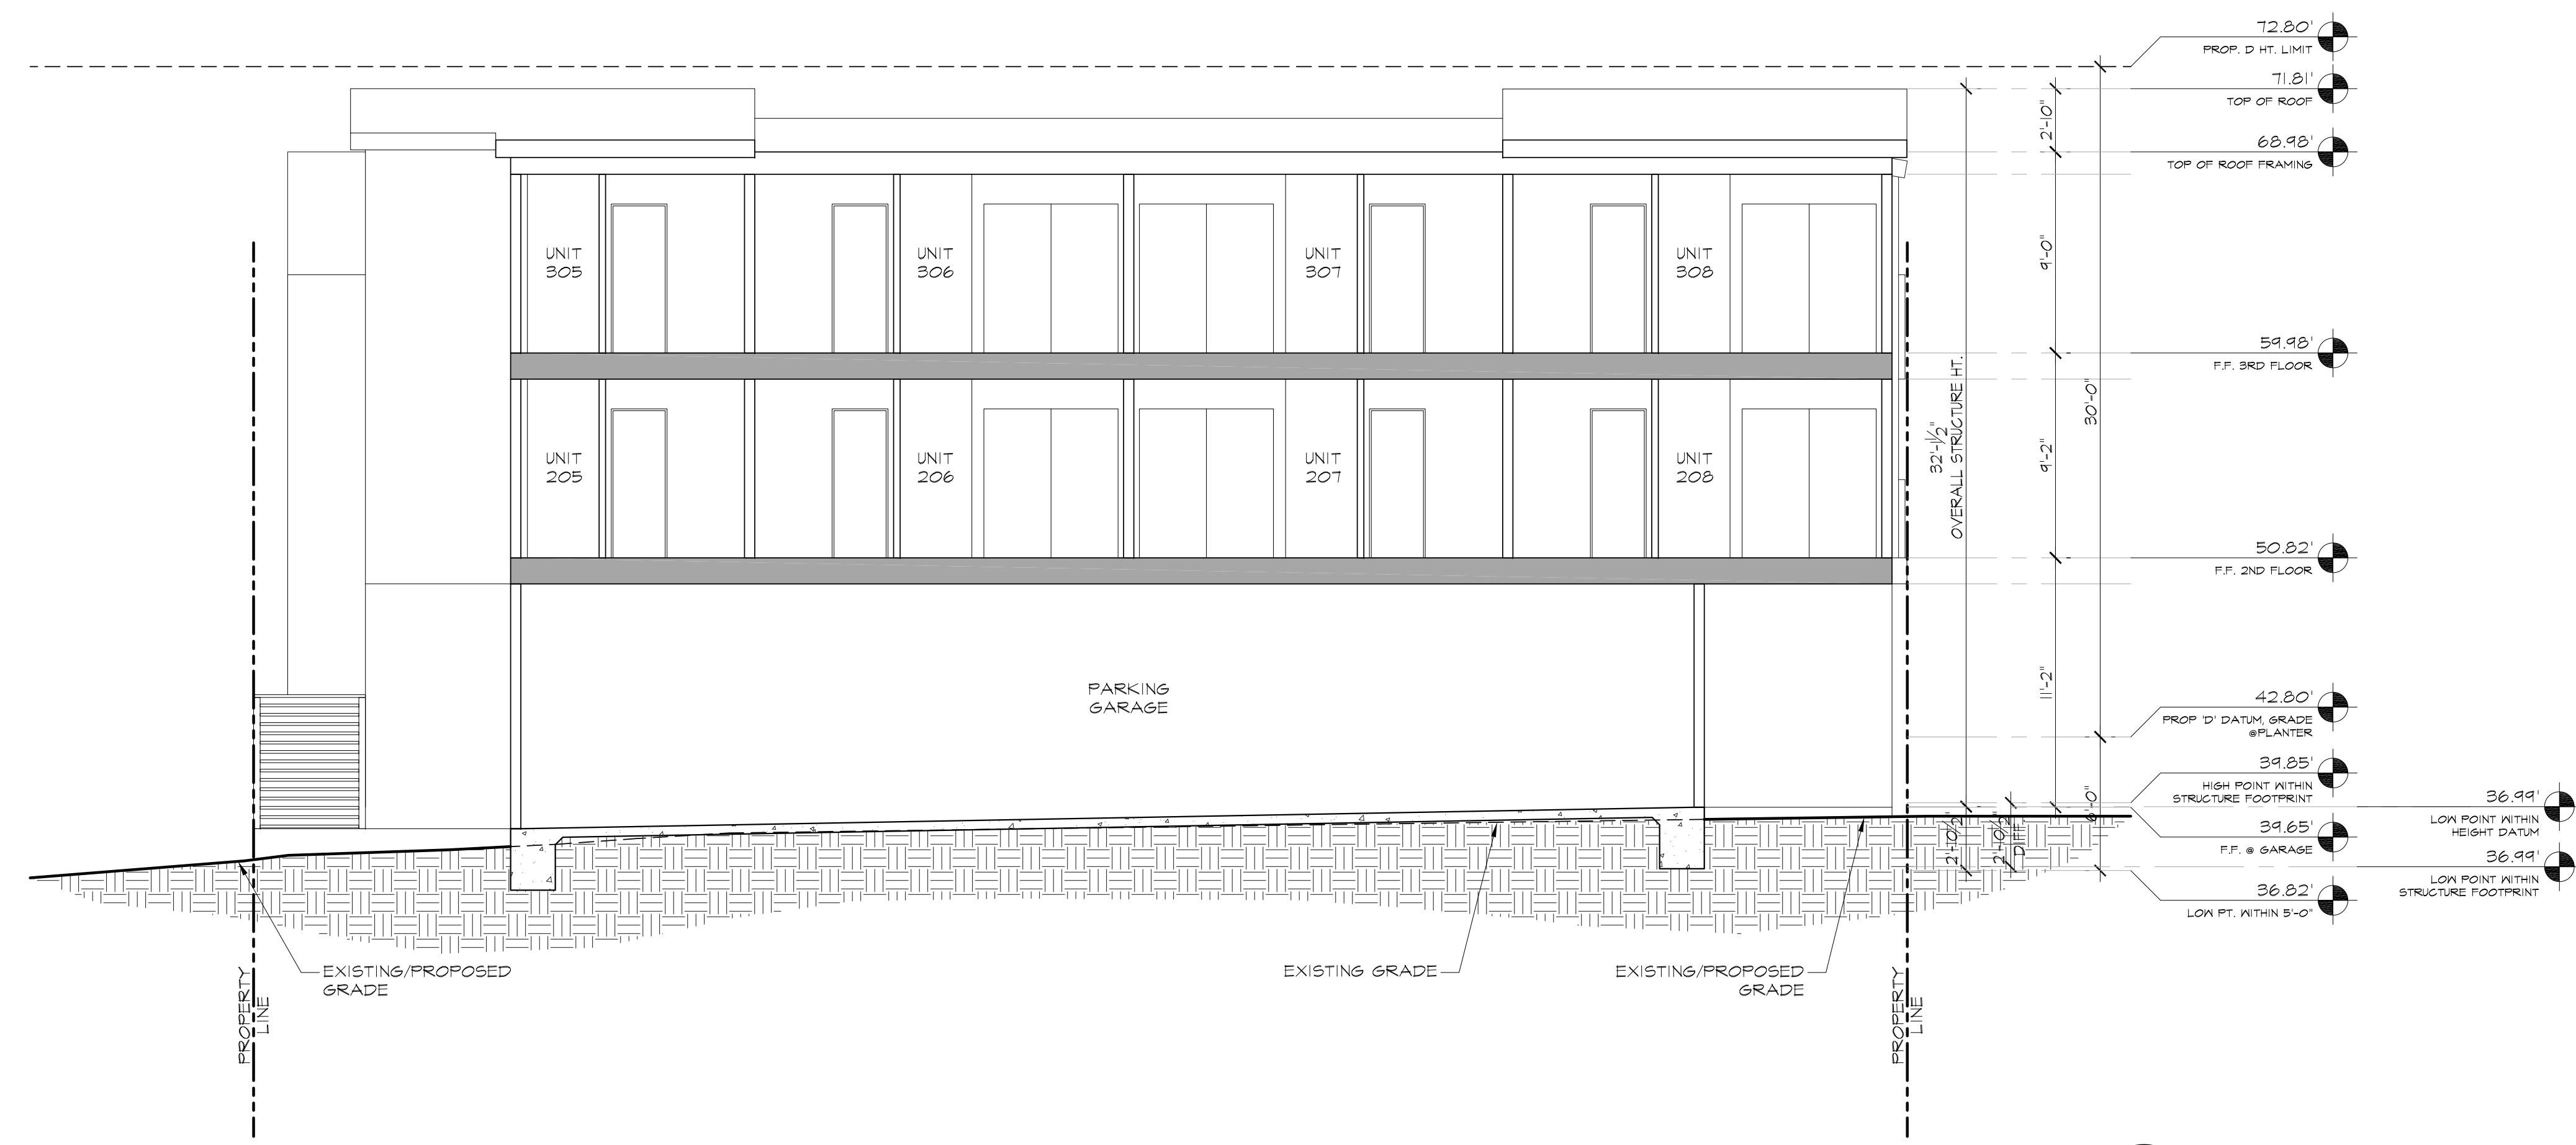 72.80'
PROP. D HT. LIMIT
71.81'
TOP OF ROOF
68.98'
TOP OF ROOF FRAMING
2'-10"
9'-0"
UNIT
305
UNIT
306
UNIT
307
UNIT
308
59.98'
F.F. 3RD FLOOR
30'-0"
32'-1½"
OVERALL STRUCTURE HT.
9'-2"
UNIT
205
UNIT
206
UNIT
207
UNIT
208
50.82'
F.F. 2ND FLOOR
11'-2"
PARKING
GARAGE
42.80'
PROP 'D' DATUM, GRADE
@PLANTER
39.85'
HIGH POINT WITHIN
STRUCTURE FOOTPRINT
36.99'
LOW POINT WITHIN
HEIGHT DATUM
39.65'
F.F. @ GARAGE
36.99'
LOW POINT WITHIN
STRUCTURE FOOTPRINT
36.82'
LOW PT. WITHIN 5'-0"
2'-10½"
2'-10½"
DIFF.
6'-0"
EXISTING/PROPOSED
GRADE
EXISTING GRADE
EXISTING/PROPOSED
GRADE
PROPERTY
LINE
PROPERTY
LINE